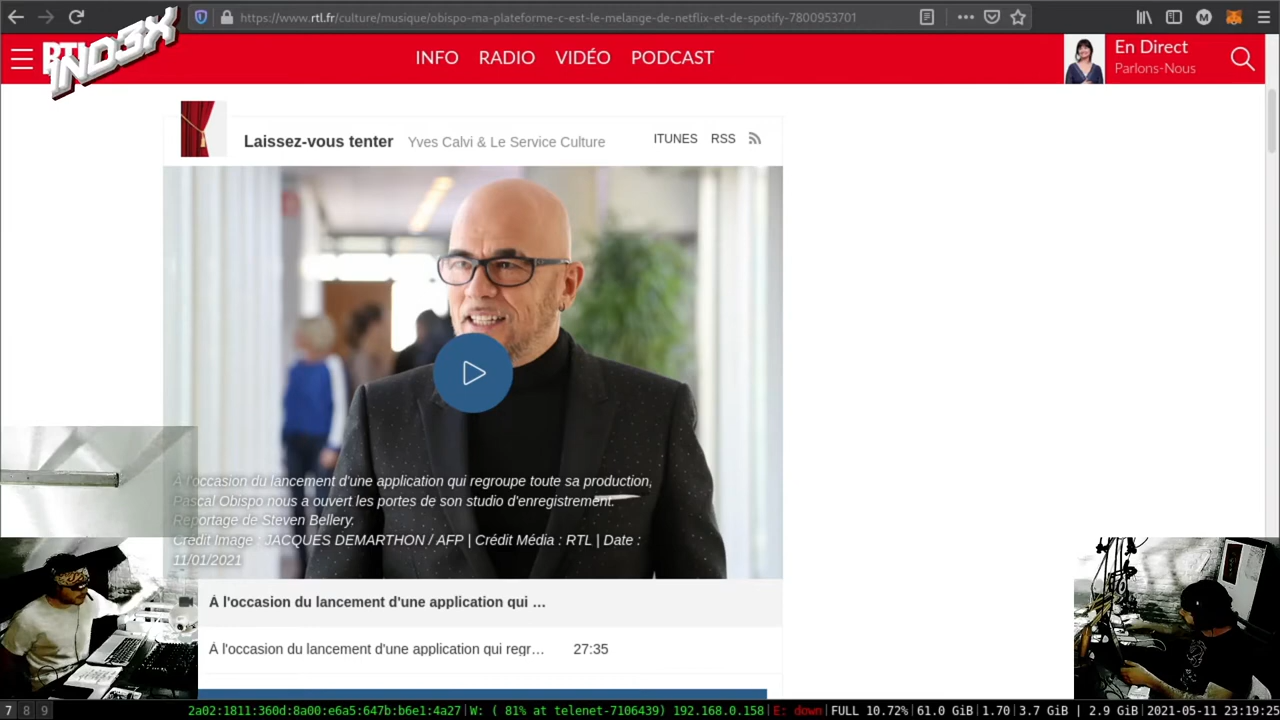 https://www.rtl.fr/culture/musique/obispo-ma-plateforme-c-est-le-melange-de-netflix-et-de-spotify-7800953701
RTL
IND3X
INFO RADIO VIDÉO PODCAST
En Direct
Parlons-Nous
Laissez-vous tenter Yves Calvi & Le Service Culture ITUNES RSS
À l'occasion du lancement d'une application qui regroupe toute sa production,
Pascal Obispo nous a ouvert les portes de son studio d'enregistrement.
Reportage de Steven Bellery.
Crédit Image : JACQUES DEMARTHON / AFP | Crédit Média : RTL | Date :
11/01/2021
À l'occasion du lancement d'une application qui ...
À l'occasion du lancement d'une application qui regr... 27:35
7 8 9 2a02:1811:360d:8a00:e6a5:647b:b6e1:4a27|W: ( 81% at telenet-7106439) 192.168.0.158|E: down|FULL 10.72%|61.0 GiB|1.70|3.7 GiB | 2.9 GiB|2021-05-11 23:19:25